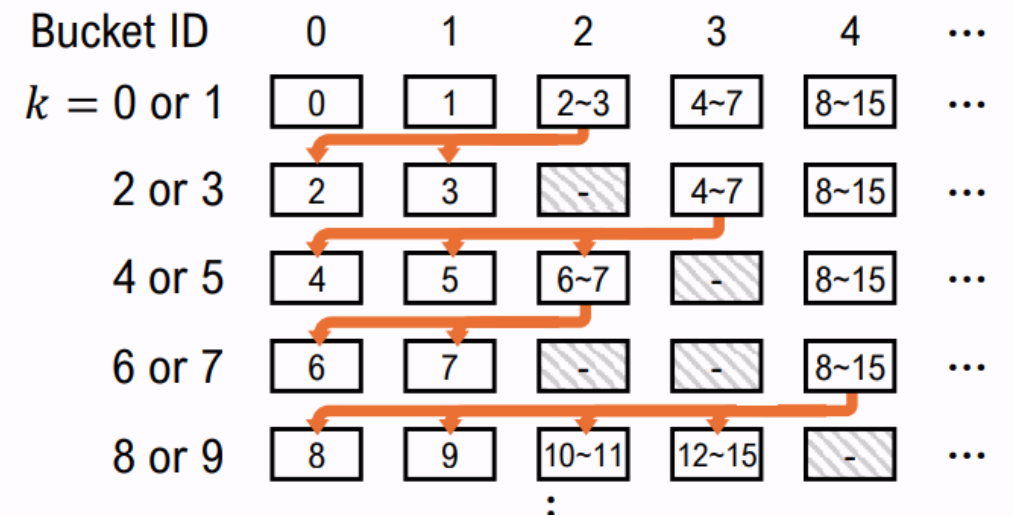 Bucket ID 0 1 2 3 4 ...
k = 0 or 1 0 1 2~3 4~7 8~15 ...
2 or 3 2 3 - 4~7 8~15 ...
4 or 5 4 5 6~7 - 8~15 ...
6 or 7 6 7 - - 8~15 ...
8 or 9 8 9 10~11 12~15 - ...
: